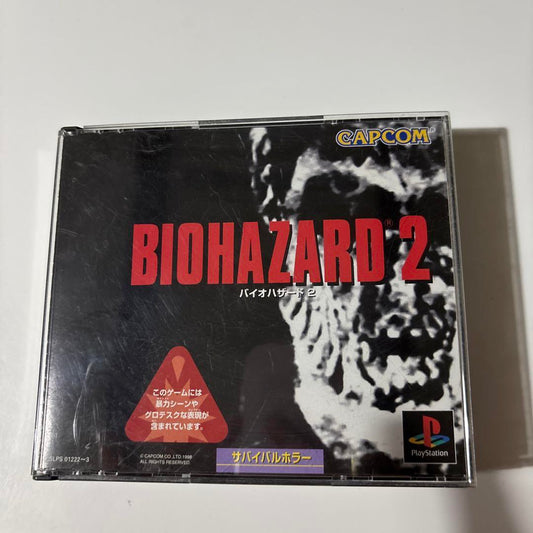 CAPCOM
BIOHAZARD® 2
バイオハザード 2
このゲームには
暴力シーンや
グロテスクな表現が
含まれています。
© CAPCOM CO.,LTD.1998
ALL RIGHTS RESERVED.
SLPS 01222~3
サバイバルホラー
PlayStation